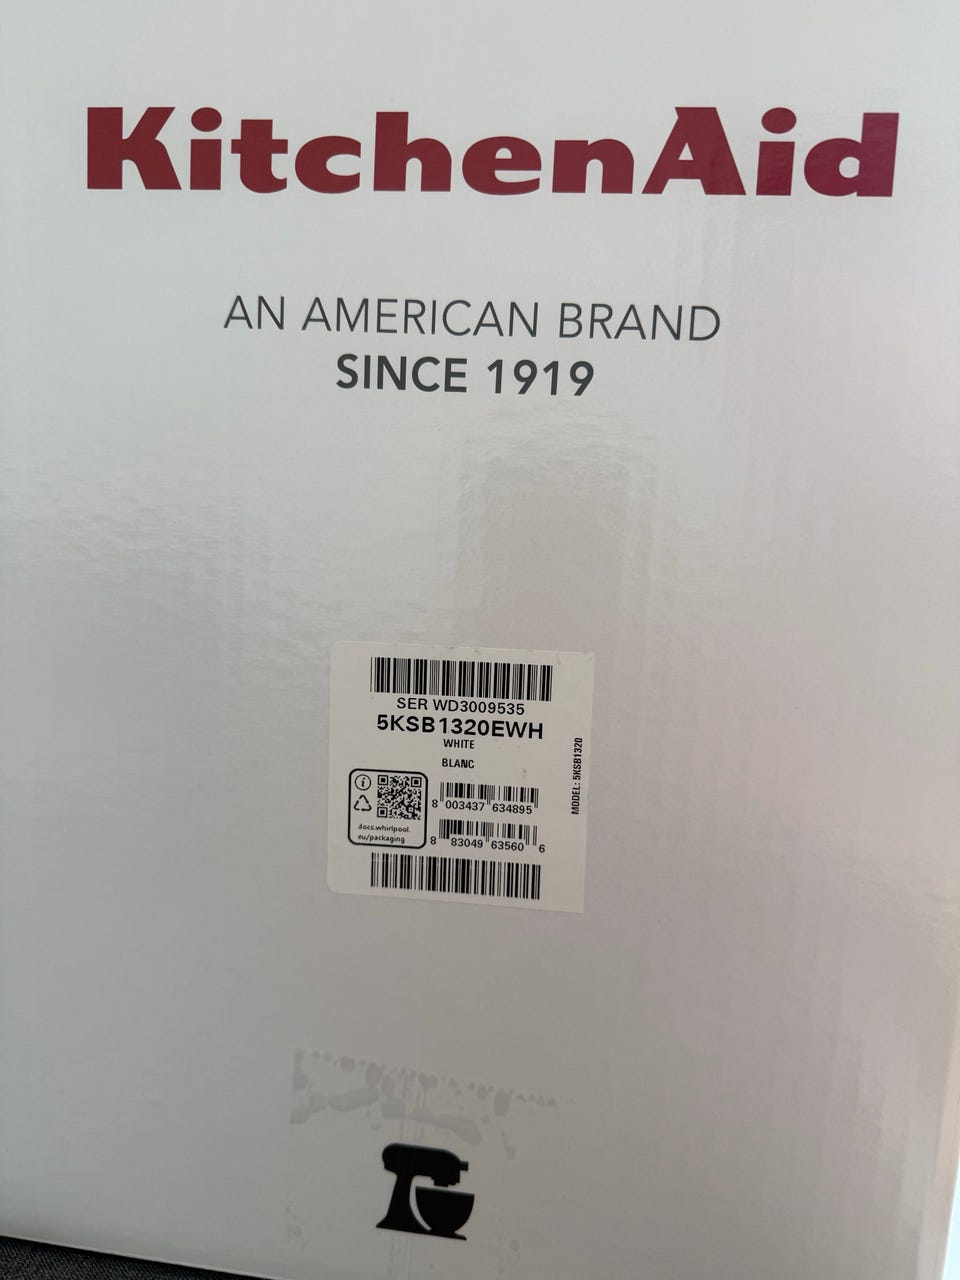 KitchenAid
AN AMERICAN BRAND
SINCE 1919
SER WD3009535
5KSB1320EWH
WHITE
BLANC
MODEL: 5KSB1320
docs.whirlpool.
eu/packaging
8 003437 634895
8 83049 63560 6